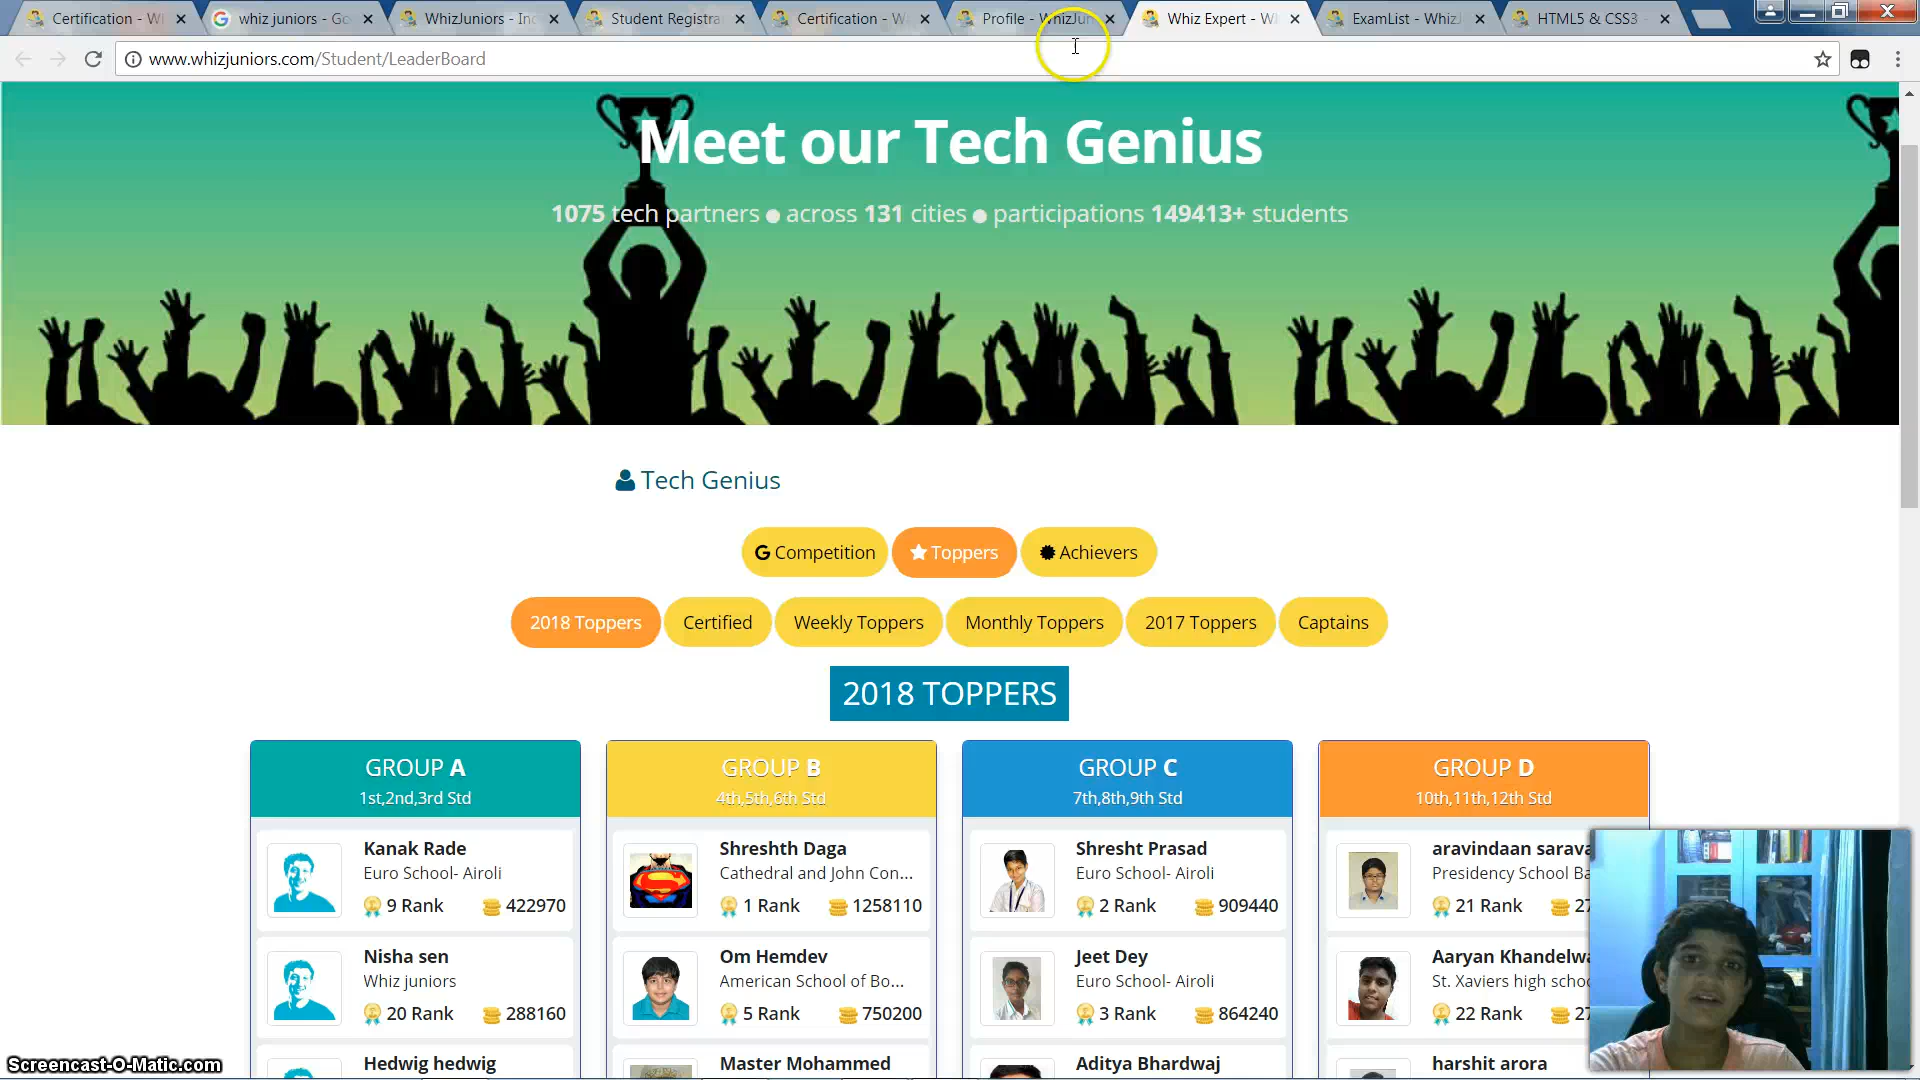 Certification - W
whiz juniors - Go
WhizJuniors - In
Student Registra
Certification - W
Profile - WhizJun
Whiz Expert - W
ExamList - Whiz
HTML5 & CSS3 -
www.whizjuniors.com/Student/LeaderBoard
Meet our Tech Genius
1075 tech partners ● across 131 cities ● participations 149413+ students
Tech Genius
Competition
Toppers
Achievers
2018 Toppers
Certified
Weekly Toppers
Monthly Toppers
2017 Toppers
Captains
2018 TOPPERS
GROUP A
1st,2nd,3rd Std
Kanak Rade
Euro School- Airoli
9 Rank 422970
Nisha sen
Whiz juniors
20 Rank 288160
Hedwig hedwig
GROUP B
4th,5th,6th Std
Shreshth Daga
Cathedral and John Con...
1 Rank 1258110
Om Hemdev
American School of Bo...
5 Rank 750200
Master Mohammed
GROUP C
7th,8th,9th Std
Shresht Prasad
Euro School- Airoli
2 Rank 909440
Jeet Dey
Euro School- Airoli
3 Rank 864240
Aditya Bhardwaj
GROUP D
10th,11th,12th Std
aravindaan sarava
Presidency School Ba
21 Rank 27
Aaryan Khandelwa
St. Xaviers high schoo
22 Rank 27
harshit arora
Screencast-O-Matic.com